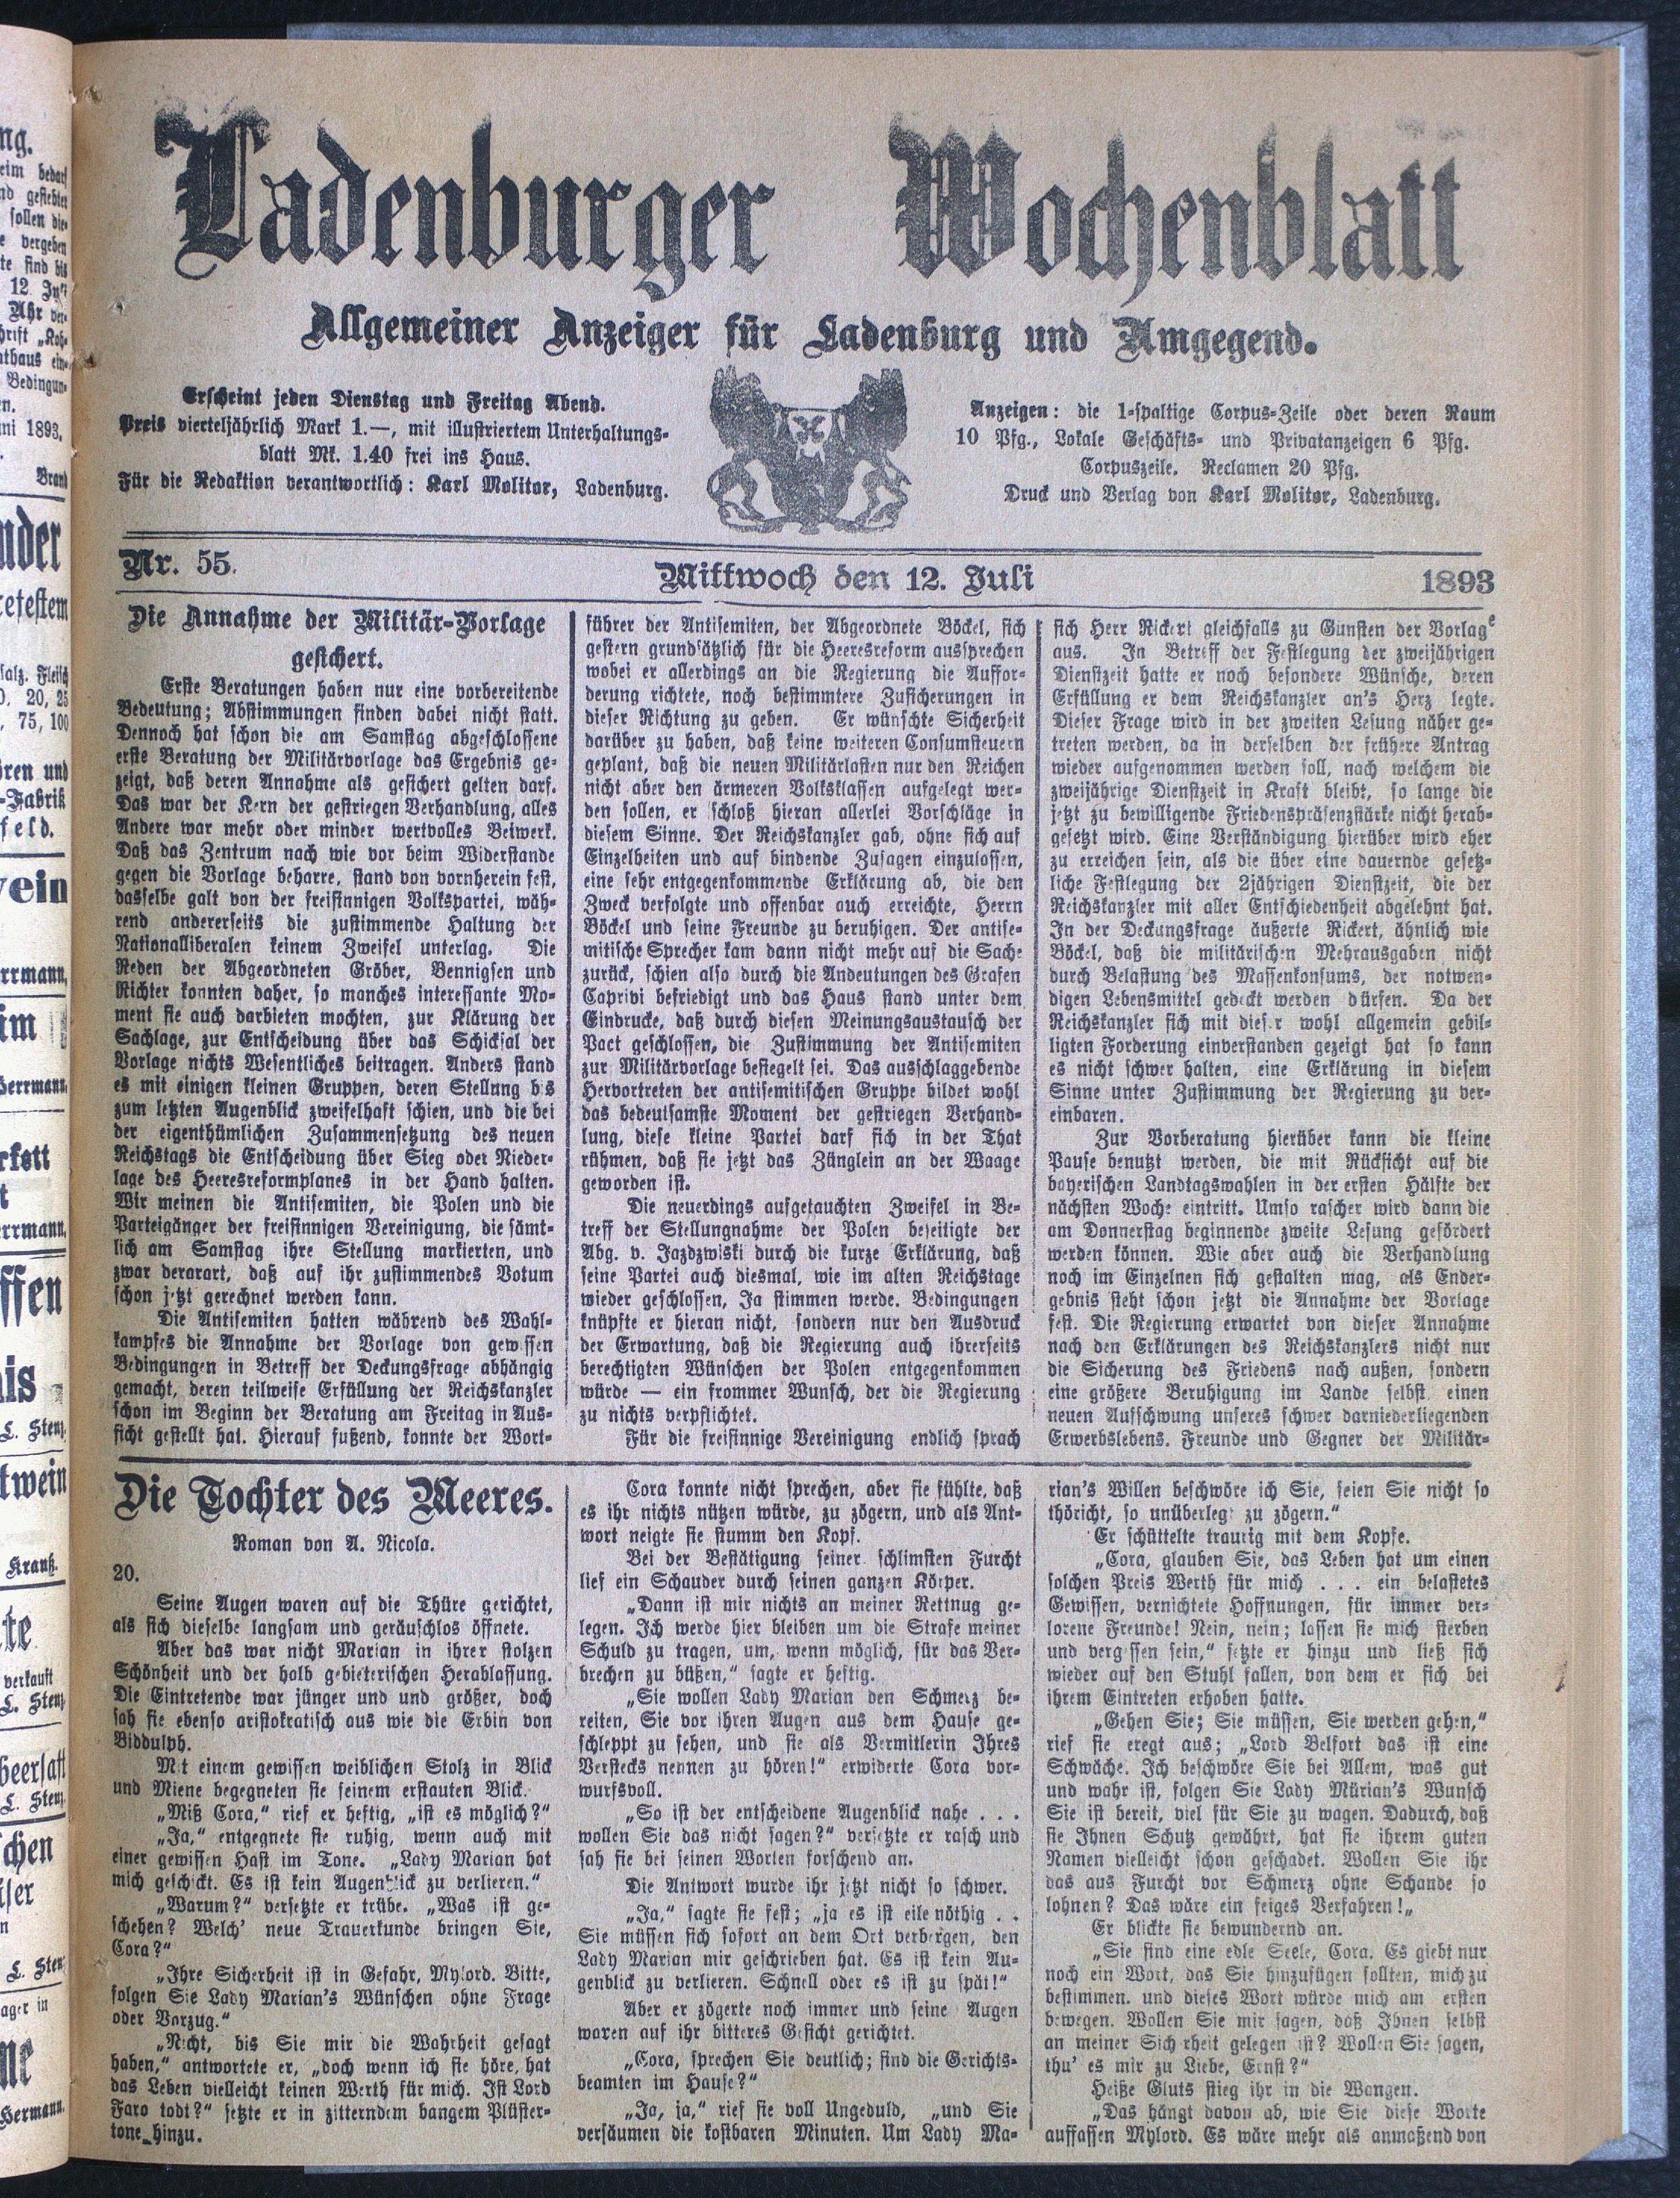 Ladenburger Wochenblatt
Allgemeiner Anzeiger für Ladenburg und Umgegend.
Erscheint jeden Dienstag und Freitag Abend.
Preis vierteljährlich Mark 1.—, mit illustriertem Unterhaltungs-
blatt Mk. 1.40 frei ins Haus.
Für die Redaktion verantwortlich: Karl Molitor, Ladenburg.
Anzeigen: die 1-spaltige Corpus-Zeile oder deren Raum
10 Pfg., Lokale Geschäfts- und Privatanzeigen 6 Pfg.
Corpuszeile. Reclamen 20 Pfg.
Druck und Verlag von Karl Molitor, Ladenburg.
Nr. 55.
Mittwoch den 12. Juli
1893
Die Annahme der Militär-Vorlage
gesichert.
Erste Beratungen haben nur eine vorbereitende
Bedeutung; Abstimmungen finden dabei nicht statt.
Dennoch hat schon die am Samstag abgeschlossene
erste Beratung der Militärvorlage das Ergebnis ge-
zeigt, daß deren Annahme als gesichert gelten darf.
Das war der Kern der gestriegen Verhandlung, alles
Andere war mehr oder minder wertvolles Beiwerk.
Daß das Zentrum nach wie vor beim Widerstande
gegen die Vorlage beharre, stand von vornherein fest,
dasselbe galt von der freisinnigen Volkspartei, wäh-
rend andererseits die zustimmende Haltung der
Nationalliberalen keinem Zweifel unterlag. Die
Reden der Abgeordneten Gröber, Bennigsen und
Richter konnten daher, so manches interessante Mo-
ment sie auch darbieten mochten, zur Klärung der
Sachlage, zur Entscheidung über das Schicksal der
Vorlage nichts Wesentliches beitragen. Anders stand
es mit einigen kleinen Gruppen, deren Stellung bis
zum letzten Augenblick zweifelhaft schien, und die bei
der eigenthümlichen Zusammensetzung des neuen
Reichstags die Entscheidung über Sieg oder Nieder-
lage des Heeresreformplanes in der Hand halten.
Wir meinen die Antisemiten, die Polen und die
Parteigänger der freisinnigen Vereinigung, die sämt-
lich am Samstag ihre Stellung markierten, und
zwar derarart, daß auf ihr zustimmendes Votum
schon jetzt gerechnet werden kann.
Die Antisemiten hatten während des Wahl-
kampfes die Annahme der Vorlage von gewissen
Bedingungen in Betreff der Deckungsfrage abhängig
gemacht, deren teilweise Erfüllung der Reichskanzler
schon im Beginn der Beratung am Freitag in Aus-
sicht gestellt hat. Hierauf fußend, konnte der Wort-
führer der Antisemiten, der Abgeordnete Böckel, sich
gestern grundsätzlich für die Heeresreform aussprechen
wobei er allerdings an die Regierung die Auffor-
derung richtete, noch bestimmtere Zusicherungen in
dieser Richtung zu geben. Er wünschte Sicherheit
darüber zu haben, daß keine weiteren Consumsteuern
geplant, daß die neuen Militärlasten nur den Reichen
nicht aber den ärmeren Volksklassen aufgelegt wer-
den sollen, er schloß hieran allerlei Vorschläge in
diesem Sinne. Der Reichskanzler gab, ohne sich auf
Einzelheiten und auf bindende Zusagen einzulassen,
eine sehr entgegenkommende Erklärung ab, die den
Zweck verfolgte und offenbar auch erreichte, Herrn
Böckel und seine Freunde zu beruhigen. Der antise-
mitische Sprecher kam dann nicht mehr auf die Sache
zurück, schien also durch die Andeutungen des Grafen
Caprivi befriedigt und das Haus stand unter dem
Eindrucke, daß durch diesen Meinungsaustausch der
Pact geschlossen, die Zustimmung der Antisemiten
zur Militärvorlage besiegelt sei. Das ausschlaggebende
Hervortreten der antisemitischen Gruppe bildet wohl
das bedeutsamste Moment der gestriegen Verhand-
lung, diese kleine Partei darf sich in der That
rühmen, daß sie jetzt das Zünglein an der Waage
geworden ist.
Die neuerdings aufgetauchten Zweifel in Be-
treff der Stellungnahme der Polen beseitigte der
Abg. v. Jazdzwiski durch die kurze Erklärung, daß
seine Partei auch diesmal, wie im alten Reichstage
wieder geschlossen, Ja stimmen werde. Bedingungen
knüpfte er hieran nicht, sondern nur den Ausdruck
der Erwartung, daß die Regierung auch ihrerseits
berechtigten Wünschen der Polen entgegenkommen
würde — ein frommer Wunsch, der die Regierung
zu nichts verpflichtet.
Für die freisinnige Vereinigung endlich sprach
sich Herr Rickert gleichfalls zu Gunsten der Vorlage
aus. In Betreff der Festlegung der zweijährigen
Dienstzeit hatte er noch besondere Wünsche, deren
Erfüllung er dem Reichskanzler an's Herz legte.
Dieser Frage wird in der zweiten Lesung näher ge-
treten werden, da in derselben der frühere Antrag
wieder aufgenommen werden soll, nach welchem die
zweijährige Dienstzeit in Kraft bleibt, so lange die
jetzt zu bewilligende Friedenspräsenzstärke nicht herab-
gesetzt wird. Eine Verständigung hierüber wird eher
zu erreichen sein, als die über eine dauernde gesetz-
liche Festlegung der 2jährigen Dienstzeit, die der
Reichskanzler mit aller Entschiedenheit abgelehnt hat.
In der Deckungsfrage äußerte Rickert, ähnlich wie
Böckel, daß die militärischen Mehrausgaben nicht
durch Belastung des Massenkonsums, der notwen-
digen Lebensmittel gedeckt werden dürfen. Da der
Reichskanzler sich mit dieser wohl allgemein gebil-
ligten Forderung einverstanden gezeigt hat so kann
es nicht schwer halten, eine Erklärung in diesem
Sinne unter Zustimmung der Regierung zu ver-
einbaren.
Zur Vorberatung hierüber kann die kleine
Pause benutzt werden, die mit Rücksicht auf die
bayerischen Landtagswahlen in der ersten Hälfte der
nächsten Woche eintritt. Umso rascher wird dann die
am Donnerstag beginnende zweite Lesung gefördert
werden können. Wie aber auch die Verhandlung
noch im Einzelnen sich gestalten mag, als Ender-
gebnis steht schon jetzt die Annahme der Vorlage
fest. Die Regierung erwartet von dieser Annahme
nach den Erklärungen des Reichskanzlers nicht nur
die Sicherung des Friedens nach außen, sondern
eine größere Beruhigung im Lande selbst einen
neuen Aufschwung unseres schwer darniederliegenden
Erwerbslebens. Freunde und Gegner der Militär-
Die Tochter des Meeres.
Roman von A. Nicola.
20.
Seine Augen waren auf die Thüre gerichtet,
als sich dieselbe langsam und geräuschlos öffnete.
Aber das war nicht Marian in ihrer stolzen
Schönheit und der halb gebieterischen Herablassung.
Die Eintretende war jünger und und größer, doch
sah sie ebenso aristokratisch aus wie die Erbin von
Biddulph.
Mit einem gewissen weiblichen Stolz in Blick
und Miene begegneten sie seinem erstauten Blick.
„Miß Cora,“ rief er heftig, „ist es möglich?“
„Ja,“ entgegnete sie ruhig, wenn auch mit
einer gewissen Hast im Tone. „Lady Marian hat
mich geschickt. Es ist kein Augenblick zu verlieren.“
„Warum?“ versetzte er trübe. „Was ist ge-
schehen? Welch' neue Trauerkunde bringen Sie,
Cora?“
„Ihre Sicherheit ist in Gefahr, Mylord. Bitte,
folgen Sie Lady Marian's Wünschen ohne Frage
oder Vorzug.“
„Nicht, bis Sie mir die Wahrheit gesagt
haben,“ antwortete er, „doch wenn ich sie höre, hat
das Leben vielleicht keinen Werth für mich. Ist Lord
Faro todt?“ setzte er in zitterndem bangem Plüster-
tone hinzu.
Cora konnte nicht sprechen, aber sie fühlte, daß
es ihr nichts nützen würde, zu zögern, und als Ant-
wort neigte sie stumm den Kopf.
Bei der Bestätigung seiner schlimsten Furcht
lief ein Schauder durch seinen ganzen Körper.
„Dann ist mir nichts an meiner Rettnug ge-
legen. Ich werde hier bleiben um die Strafe meiner
Schuld zu tragen, um, wenn möglich, für das Ver-
brechen zu büßen,“ sagte er heftig.
„Sie wollen Lady Marian den Schmerz be-
reiten, Sie vor ihren Augen aus dem Hause ge-
schleppt zu sehen, und sie als Vermitlerin Ihres
Verstecks nennen zu hören!“ erwiderte Cora vor-
wurfsvoll.
„So ist der entscheidene Augenblick nahe . . .
wollen Sie das nicht sagen?“ versetzte er rasch und
sah sie bei seinen Worten forschend an.
Die Antwort wurde ihr jetzt nicht so schwer.
„Ja,“ sagte sie fest; „ja es ist eile nöthig . .
Sie müssen sich sofort an dem Ort verbergen, den
Lady Marian mir geschrieben hat. Es ist kein Au-
genblick zu verlieren. Schnell oder es ist zu spät!“
Aber er zögerte noch immer und seine Augen
waren auf ihr bitteres Gesicht gerichtet.
„Cora, sprechen Sie deutlich; sind die Gerichts-
beamten im Hause?“
„Ja, ja,“ rief sie voll Ungeduld, „und Sie
versäumen die kostbaren Minuten. Um Lady Ma-
rian's Willen beschwöre ich Sie, seien Sie nicht so
thöricht, so unüberlegt zu zögern.“
Er schüttelte traurig mit dem Kopfe.
„Cora, glauben Sie, das Leben hat um einen
solchen Preis Werth für mich . . . ein belastetes
Gewissen, vernichtete Hoffnungen, für immer ver-
lorene Freunde! Nein, nein; lassen sie mich sterben
und vergessen sein,“ setzte er hinzu und ließ sich
wieder auf den Stuhl fallen, von dem er sich bei
ihrem Eintreten erhoben hatte.
„Gehen Sie; Sie müssen, Sie werden gehen,“
rief sie eregt aus; „Lord Belfort das ist eine
Schwäche. Ich beschwöre Sie bei Allem, was gut
und wahr ist, folgen Sie Lady Mürian's Wunsch
Sie ist bereit, viel für Sie zu wagen. Dadurch, daß
sie Ihnen Schutz gewährt, hat sie ihrem guten
Namen vielleicht schon geschadet. Wollen Sie ihr
das aus Furcht vor Schmerz ohne Schande so
lohnen? Das wäre ein feiges Verfahren!„
Er blickte sie bewundernd an.
„Sie sind eine edle Seele, Cora. Es giebt nur
noch ein Wort, das Sie hinzufügen sollten, mich zu
bestimmen. und dieses Wort würde mich am ersten
bewegen. Wollen Sie mir sagen, daß Ihnen selbst
an meiner Sicherheit gelegen ist? Wollen Sie sagen,
thu' es mir zu Liebe, Ernst?“
Heiße Gluts stieg ihr in die Wangen.
„Das hängt davon ab, wie Sie diese Worte
auffassen Mylord. Es wäre mehr als anmaßend von